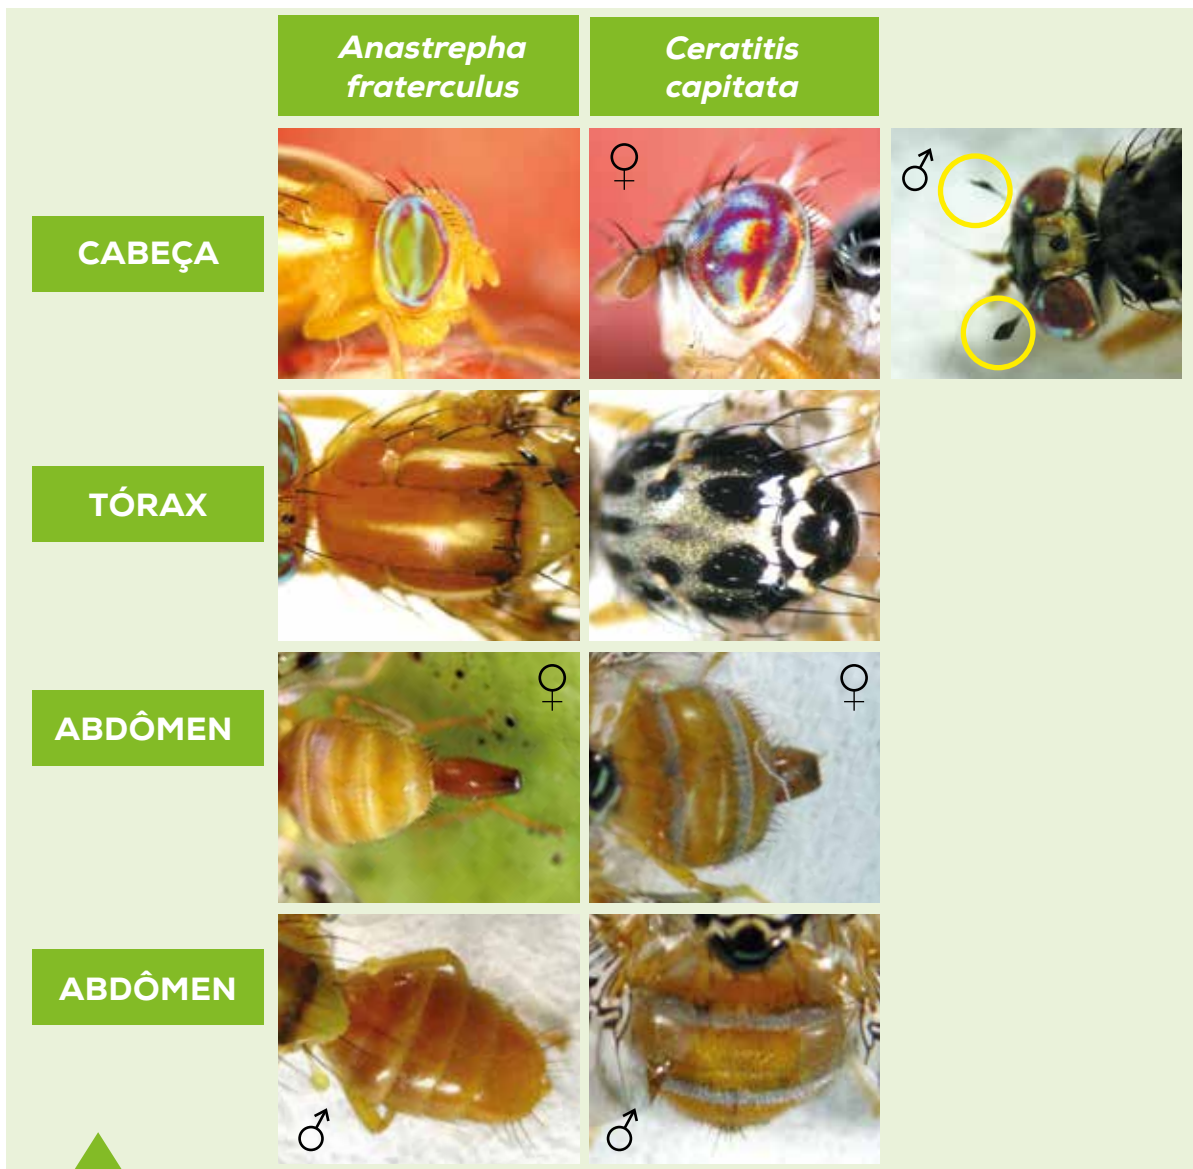 Anastrepha
fraterculus
Ceratitis
capitata
♀
♂
CABEÇA
TÓRAX
♀
♀
ABDÔMEN
ABDÔMEN
♂
♂